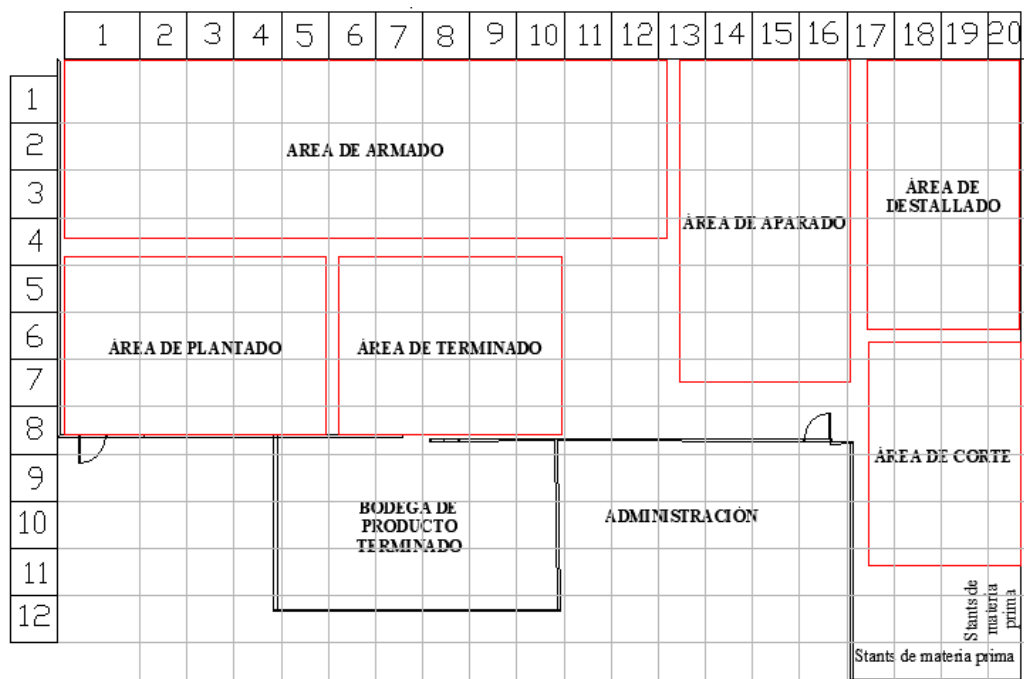 1 2 3 4 5 6 7 8 9 10 11 12 13 14 15 16 17 18 19 20
1
2
3
4
5
6
7
8
9
10
11
12
AREA DE ARMADO
ÁREA DE APARADO
ÁREA DE
DESTALLADO
ÁREA DE PLANTADO
ÁREA DE TERMINADO
ÁREA DE CORTE
BODEGA DE
PRODUCTO
TERMINADO
ADMINISTRACIÓN
Stants de
materia
prima
Stants de materia prima